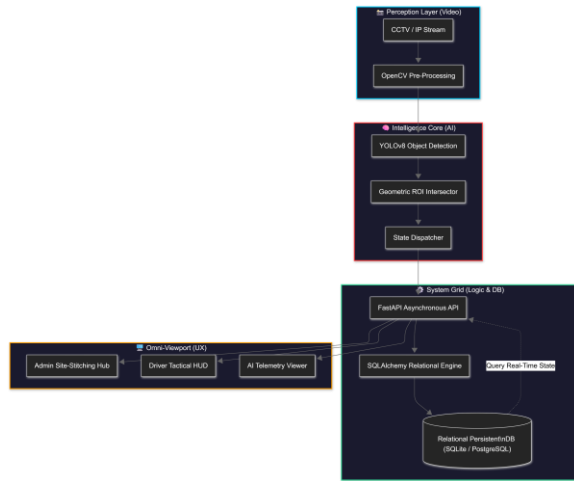 📷 Perception Layer (Video)
CCTV / IP Stream
OpenCV Pre-Processing
🧠 Intelligence Core (AI)
YOLOv8 Object Detection
Geometric ROI Intersector
State Dispatcher
System Grid (Logic & DB)
FastAPI Asynchronous API
Omni-Viewport (UX)
Admin Site-Stitching Hub
Driver Tactical HUD
AI Telemetry Viewer
SQLAlchemy Relational Engine
Query Real-Time State
Relational Persistent\nDB
(SQLite / PostgreSQL)